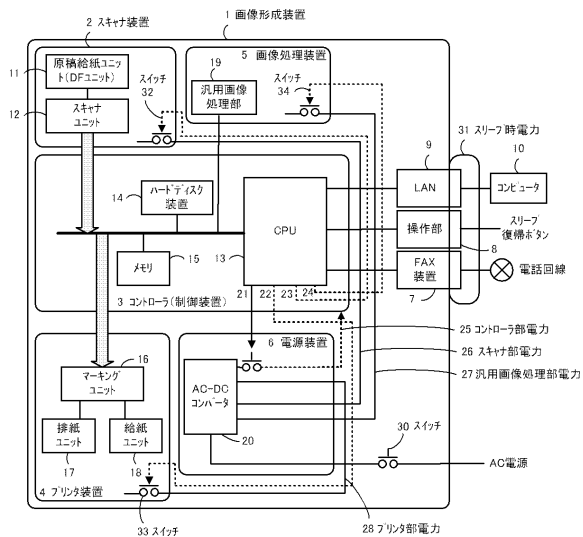 1 画像形成装置
2 スキャナ装置
11
原稿給紙ユニッ
ト(DFユニット)
12
スキャナ
ユニット
スイッチ
32
5 画像処理装置
19
汎用画像
処理部
スイッチ
34
31 スリープ時電力
9
LAN
10
コンピュータ
操作部
8
スリープ
復帰ボタン
FAX
装置
7
電話回線
14
ハードディスク
装置
CPU
メモリ
15
13
21
22
23
24
3 コントローラ(制御装置)
25 コントローラ部電力
26 スキャナ部電力
27 汎用画像処理部電力
6 電源装置
AC-DC
コンバータ
20
16
マーキング
ユニット
排紙
ユニット
17
給紙
ユニット
18
4 プリンタ装置
33 スイッチ
30 スイッチ
AC電源
28 プリンタ部電力